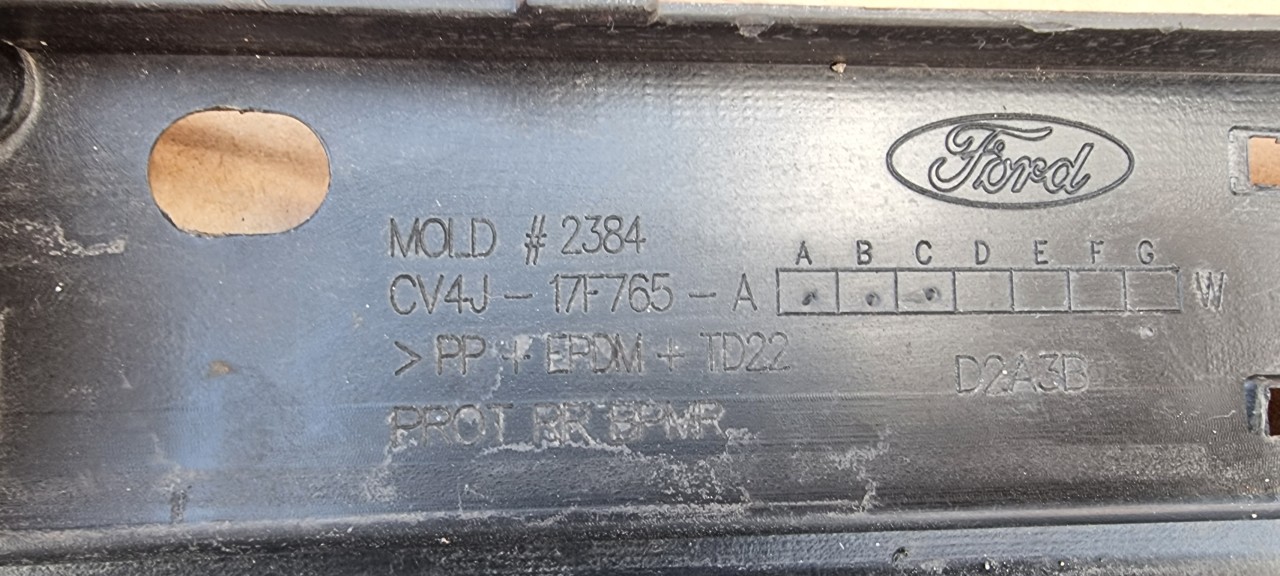 Ford
MOLD # 2384
A B C D E F G
CV4J - 17F765 - A W
>PP + EPDM + TD22
D2A3B
PROT RR BPMR